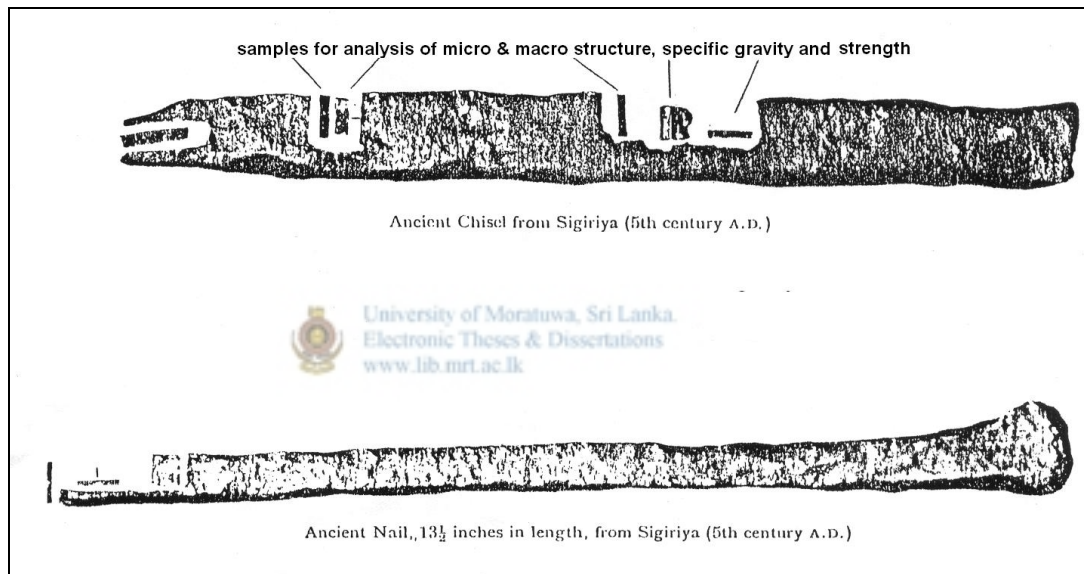 samples for analysis of micro & macro structure, specific gravity and strength
Ancient Chisel from Sigiriya (5th century A.D.)
University of Moratuwa, Sri Lanka.
Electronic Theses & Dissertations
www.lib.mrt.ac.lk
Ancient Nail, 13½ inches in length, from Sigiriya (5th century A.D.)